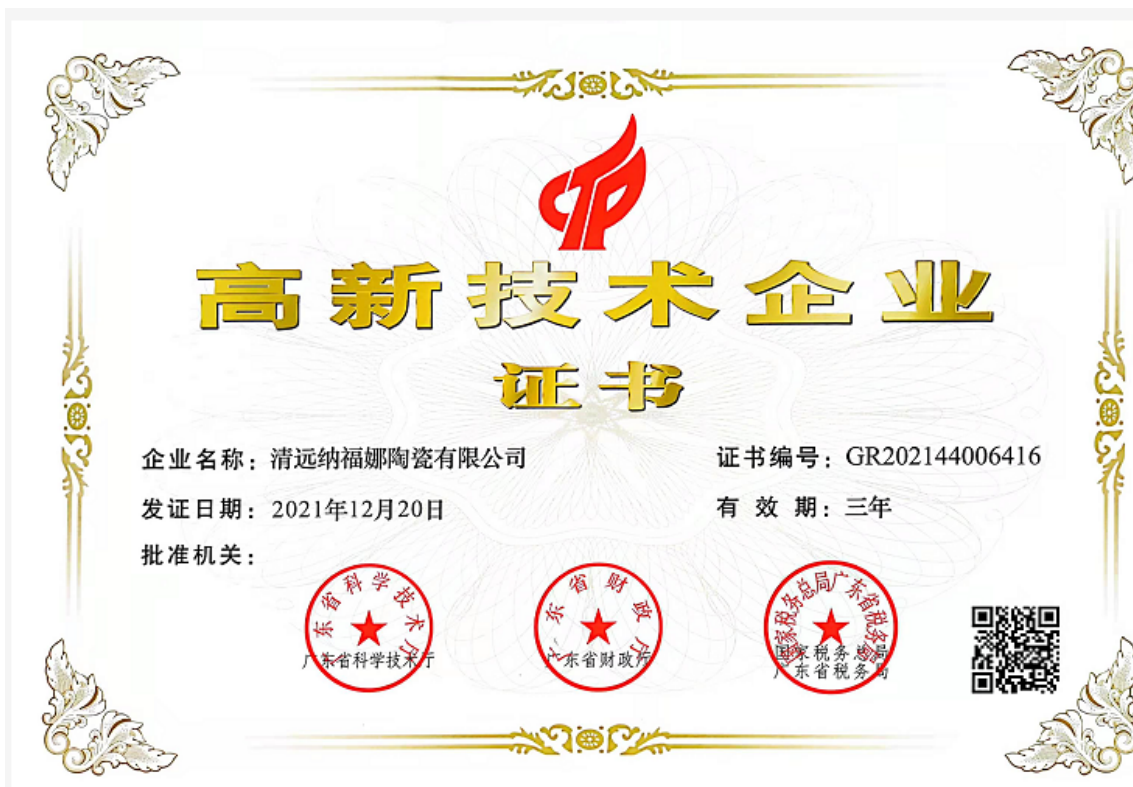 高新技术企业
证书
企业名称：清远纳福娜陶瓷有限公司
证书编号：GR202144006416
发证日期：2021年12月20日
有效期：三年
批准机关：
广东省科学技术厅
广东省科学技术厅
广东省财政厅
广东省财政厅
国家税务总局广东省税务局
国家税务总局
广东省税务局